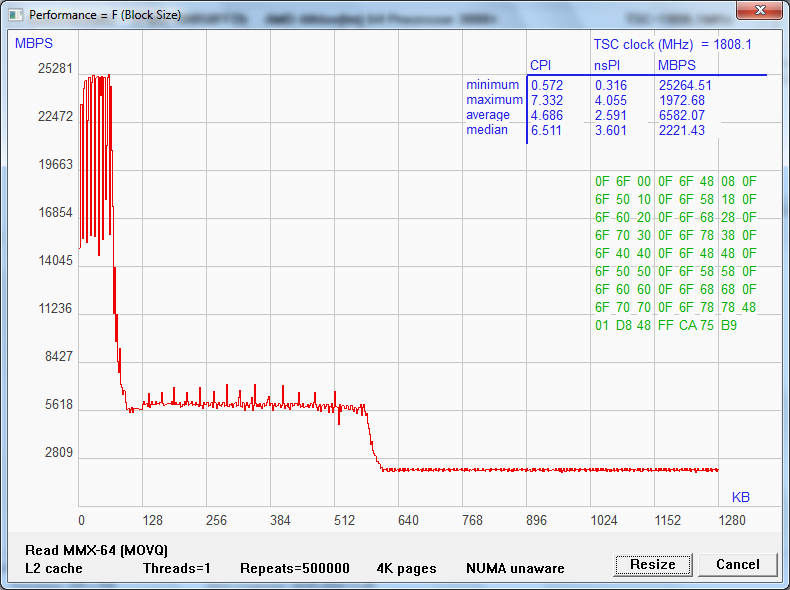 Performance = F (Block Size)
MBPS
TSC clock (MHz) = 1808.1
CPI nsPI MBPS
minimum 0.572 0.316 25264.51
maximum 7.332 4.055 1972.68
average 4.686 2.591 6582.07
median 6.511 3.601 2221.43
25281
22472
19663
16854
14045
11236
8427
5618
2809
0F 6F 00 0F 6F 48 08 0F
6F 50 10 0F 6F 58 18 0F
6F 60 20 0F 6F 68 28 0F
6F 70 30 0F 6F 78 38 0F
6F 40 40 0F 6F 48 48 0F
6F 50 50 0F 6F 58 58 0F
6F 60 60 0F 6F 68 68 0F
6F 70 70 0F 6F 78 78 48
01 D8 48 FF CA 75 B9
KB
0 128 256 384 512 640 768 896 1024 1152 1280
Read MMX-64 (MOVQ)
L2 cache Threads=1 Repeats=500000 4K pages NUMA unaware
Resize Cancel